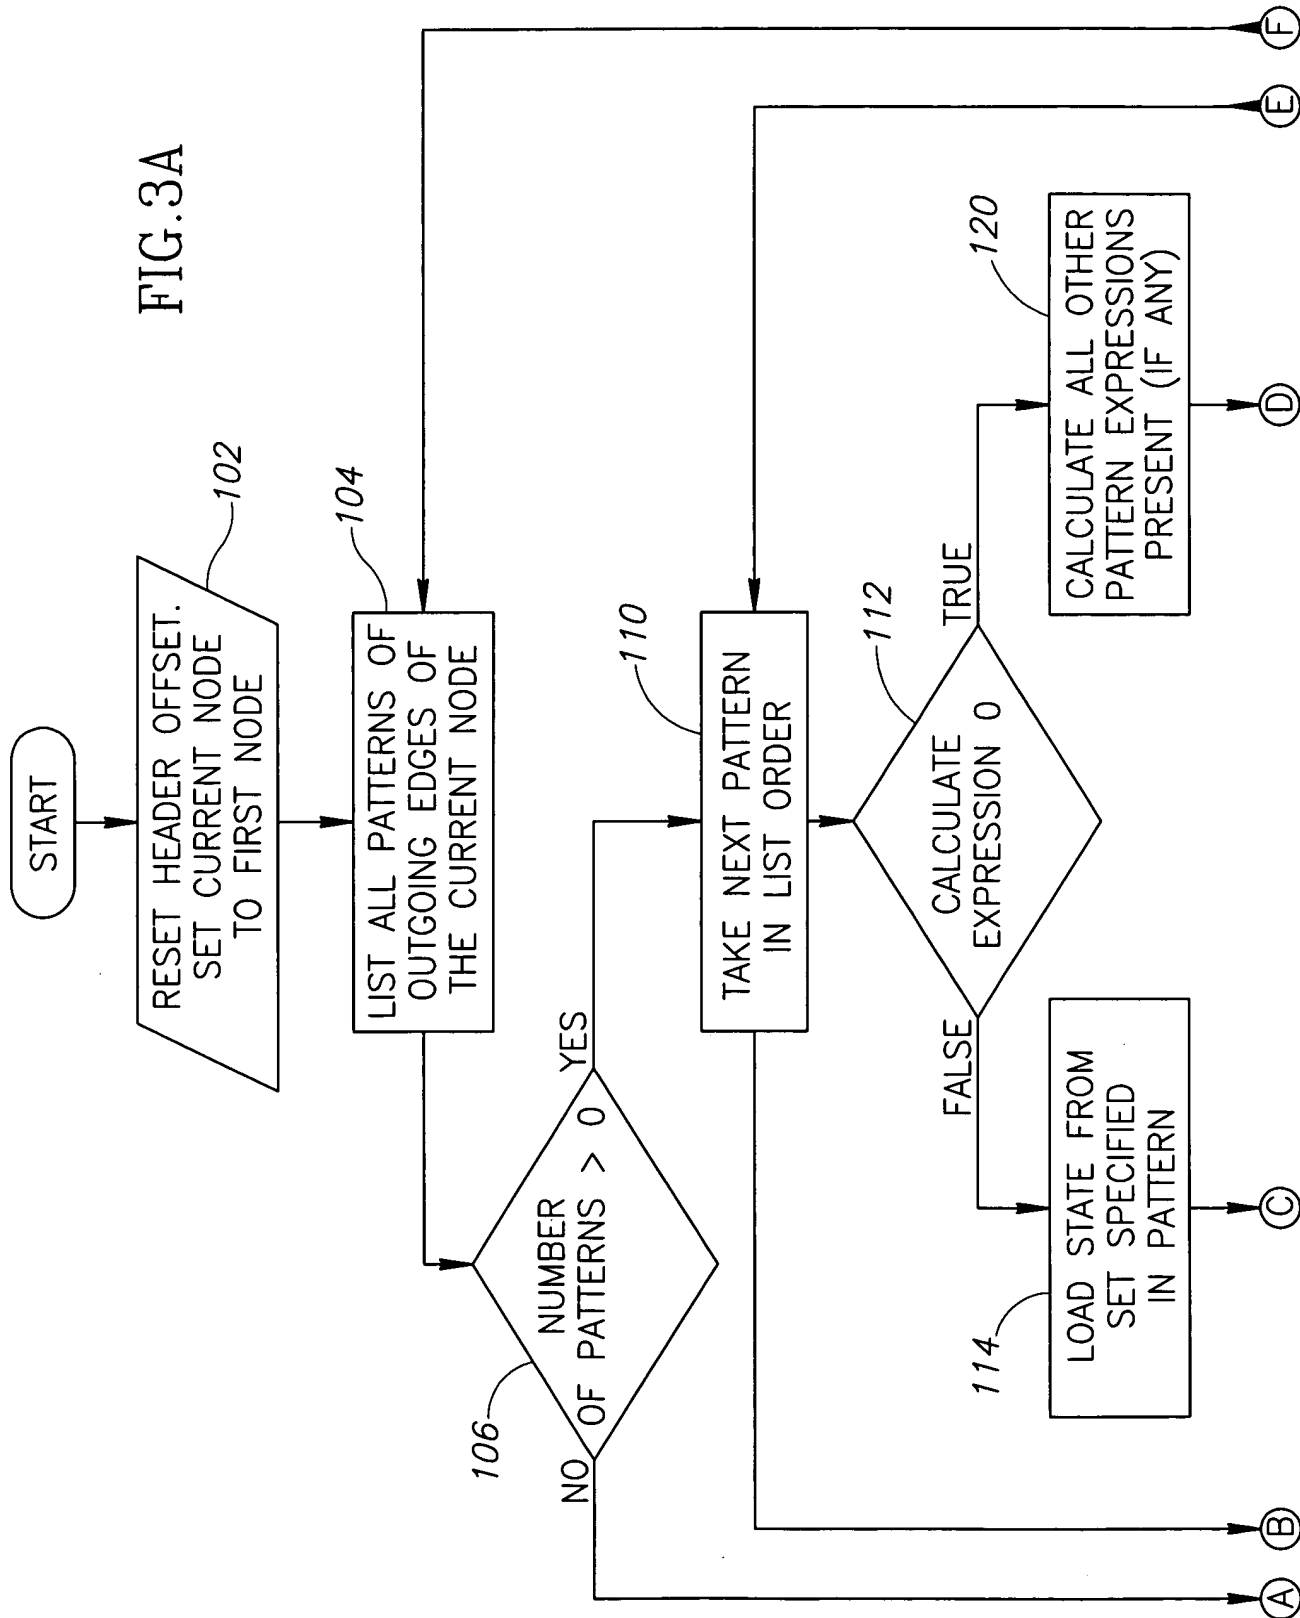 FIG.3A
START
RESET HEADER OFFSET.
SET CURRENT NODE
TO FIRST NODE
102
LIST ALL PATTERNS OF
OUTGOING EDGES OF
THE CURRENT NODE
104
NUMBER
OF PATTERNS > 0
106
NO
YES
TAKE NEXT PATTERN
IN LIST ORDER
110
CALCULATE
EXPRESSION 0
112
FALSE
TRUE
LOAD STATE FROM
SET SPECIFIED
IN PATTERN
114
CALCULATE ALL OTHER
PATTERN EXPRESSIONS
PRESENT (IF ANY)
120
A
B
C
D
E
F